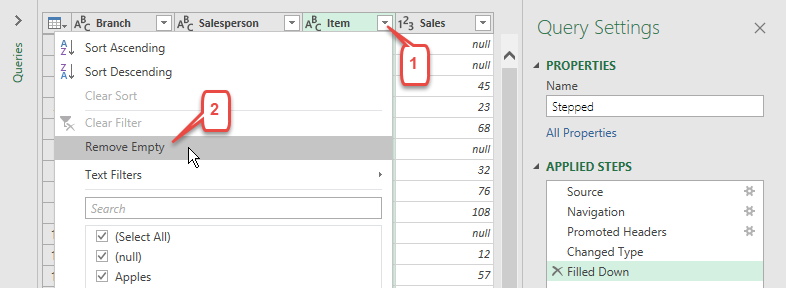 Queries
Branch Salesperson Item Sales
1
Sort Ascending
Sort Descending
Clear Sort
2
Clear Filter
Remove Empty
Text Filters
Search
(Select All)
(null)
Apples
null
null
45
23
68
null
32
76
108
null
12
57
Query Settings
PROPERTIES
Name
Stepped
All Properties
APPLIED STEPS
Source
Navigation
Promoted Headers
Changed Type
Filled Down